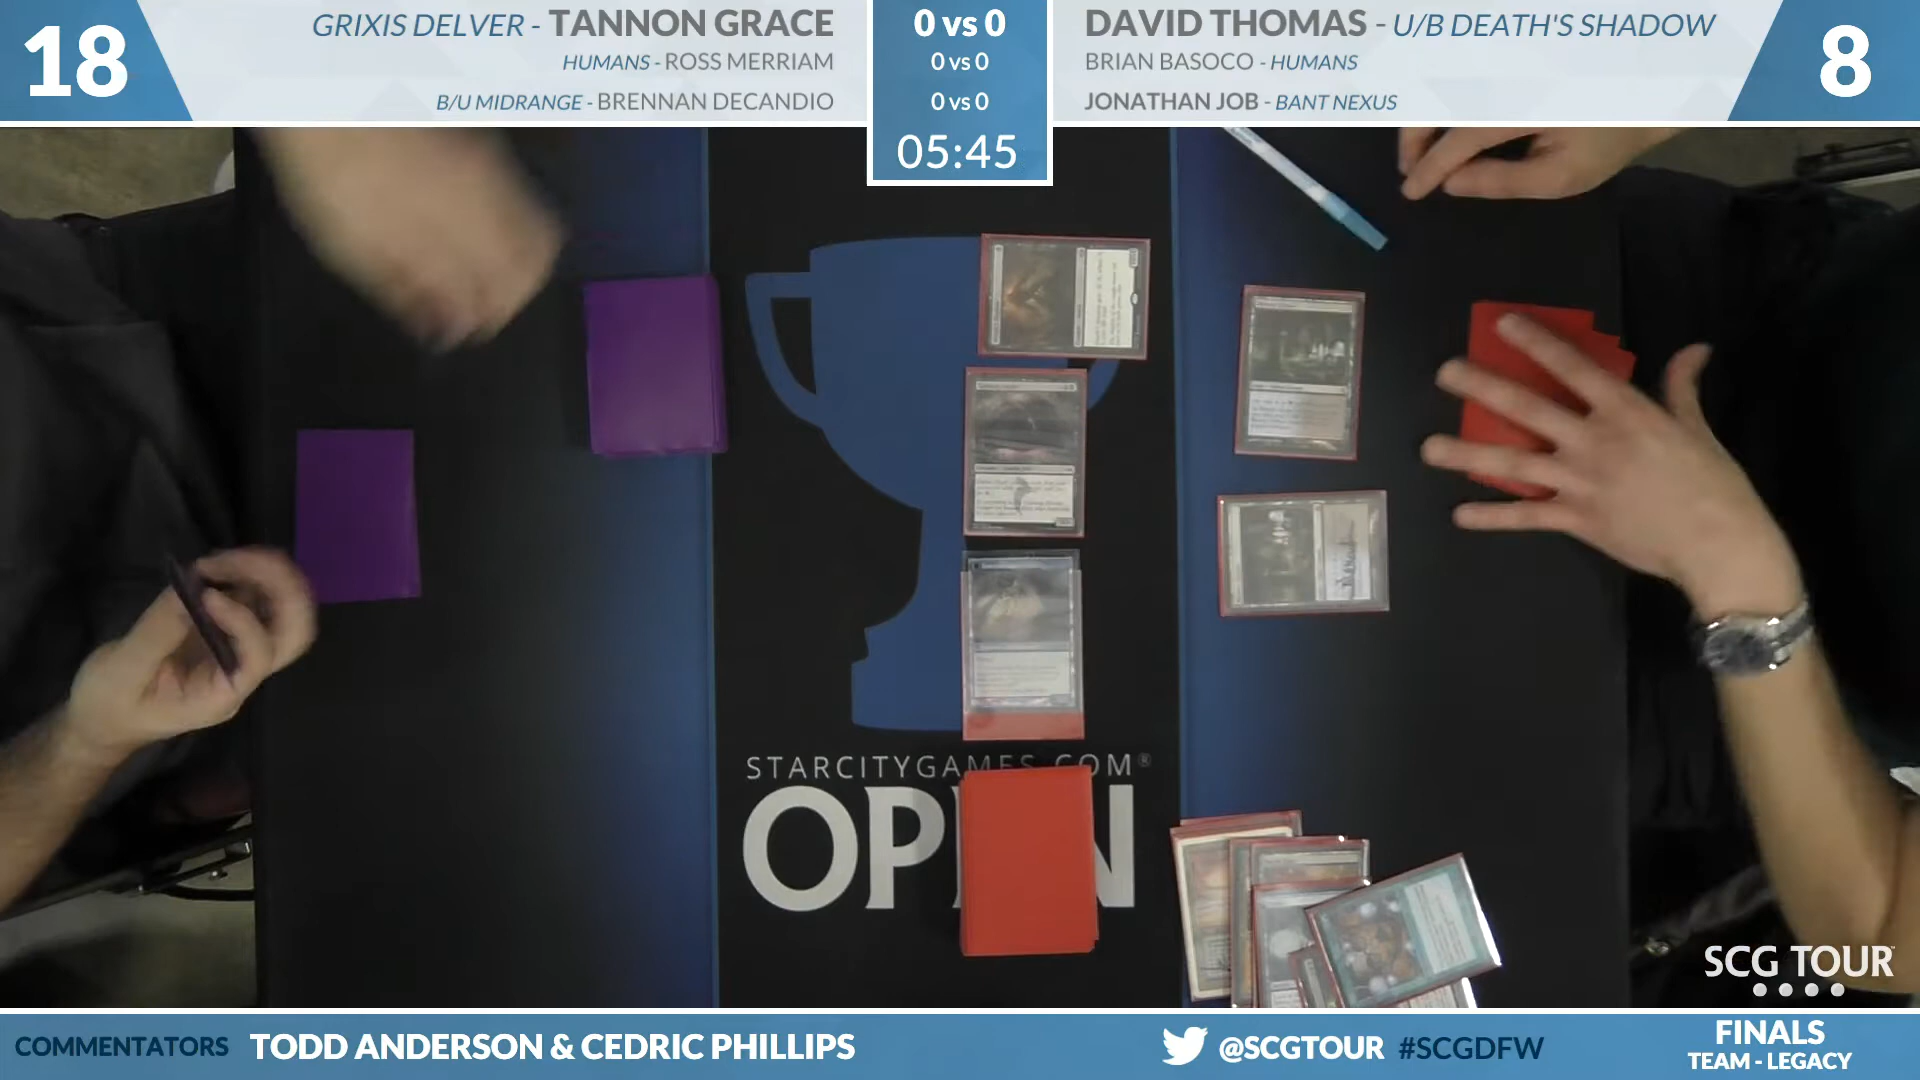 18
GRIXIS DELVER - TANNON GRACE
HUMANS - ROSS MERRIAM
B/U MIDRANGE - BRENNAN DECANDIO
0 vs 0
0 vs 0
0 vs 0
05:45
DAVID THOMAS - U/B DEATH'S SHADOW
BRIAN BASOCO - HUMANS
JONATHAN JOB - BANT NEXUS
8
STARCITYGAMES.COM®
OPEN
SCG TOUR
COMMENTATORS TODD ANDERSON & CEDRIC PHILLIPS
@SCGTOUR #SCGDFW
FINALS
TEAM - LEGACY